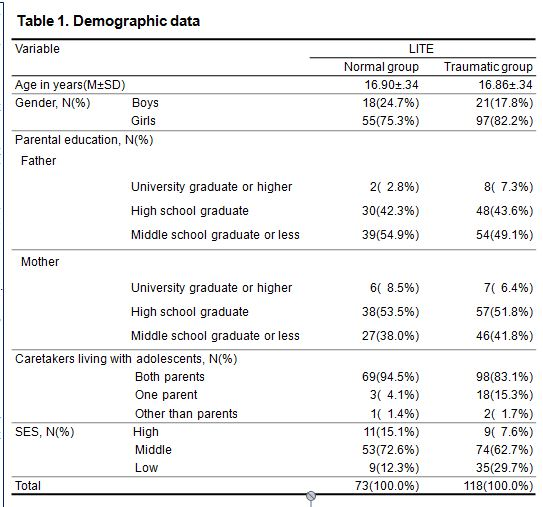 Table 1. Demographic data
Variable LITE
Normal group Traumatic group
Age in years(M±SD) 16.90±.34 16.86±.34
Gender, N(%) Boys 18(24.7%) 21(17.8%)
Girls 55(75.3%) 97(82.2%)
Parental education, N(%)
Father
University graduate or higher 2( 2.8%) 8( 7.3%)
High school graduate 30(42.3%) 48(43.6%)
Middle school graduate or less 39(54.9%) 54(49.1%)
Mother
University graduate or higher 6( 8.5%) 7( 6.4%)
High school graduate 38(53.5%) 57(51.8%)
Middle school graduate or less 27(38.0%) 46(41.8%)
Caretakers living with adolescents, N(%)
Both parents 69(94.5%) 98(83.1%)
One parent 3( 4.1%) 18(15.3%)
Other than parents 1( 1.4%) 2( 1.7%)
SES, N(%) High 11(15.1%) 9( 7.6%)
Middle 53(72.6%) 74(62.7%)
Low 9(12.3%) 35(29.7%)
Total 73(100.0%) 118(100.0%)